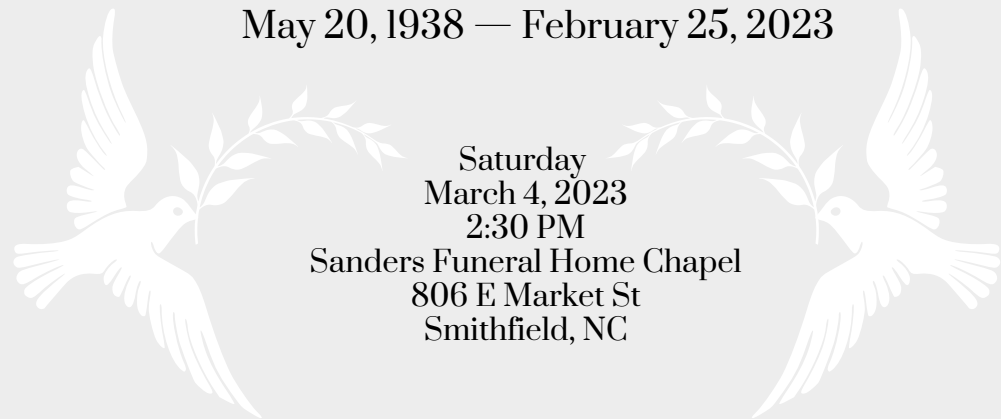 May 20, 1938 — February 25, 2023
Saturday
March 4, 2023
2:30 PM
Sanders Funeral Home Chapel
806 E Market St
Smithfield, NC